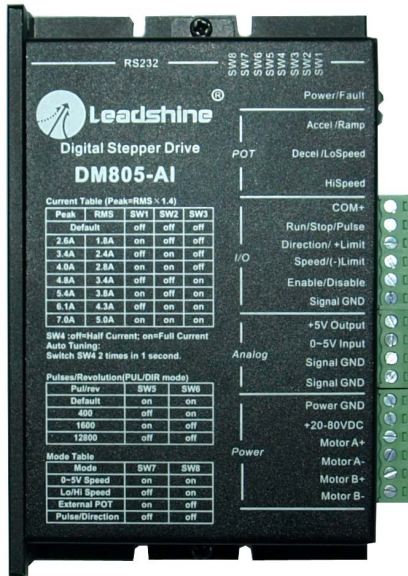 RS232
SW8
SW7
SW6
SW5
SW4
SW3
SW2
SW1
Leadshine®
Digital Stepper Drive
DM805-AI
Current Table (Peak=RMS×1.4)
Peak RMS SW1 SW2 SW3
Default off off off
2.6A 1.8A on off off
3.4A 2.4A off on off
4.0A 2.8A on on off
4.8A 3.4A off off on
5.4A 3.8A on off on
6.1A 4.3A off on on
7.0A 5.0A on on on
SW4 :off=Half Current; on=Full Current
Auto Tuning:
Switch SW4 2 times in 1 second.
Pulses/Revolution(PUL/DIR mode)
Pul/rev SW5 SW6
Default on on
400 off on
1600 on off
12800 off off
Mode Table
Mode SW7 SW8
0~5V Speed on on
Lo/Hi Speed off on
External POT on off
Pulse/Direction off off
Power/Fault
POT
Accel /Ramp
Decel /LoSpeed
HiSpeed
I/O
COM+
Run/Stop/Pulse
Direction/ +Limit
Speed/(-)Limit
Enable/Disable
Signal GND
Analog
+5V Output
0~5V Input
Signal GND
Signal GND
Power
Power GND
+20-80VDC
Motor A+
Motor A-
Motor B+
Motor B-